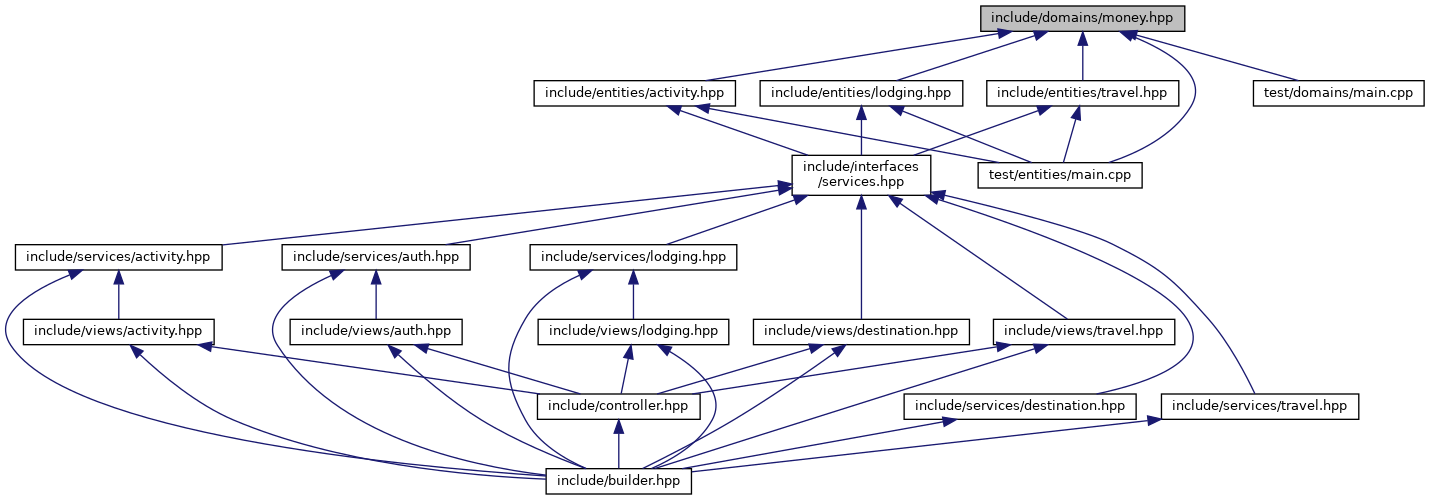 include/domains/money.hpp
include/entities/activity.hpp
include/entities/lodging.hpp
include/entities/travel.hpp
test/domains/main.cpp
include/interfaces
/services.hpp
test/entities/main.cpp
include/services/activity.hpp
include/services/auth.hpp
include/services/lodging.hpp
include/views/activity.hpp
include/views/auth.hpp
include/views/lodging.hpp
include/views/destination.hpp
include/views/travel.hpp
include/controller.hpp
include/services/destination.hpp
include/services/travel.hpp
include/builder.hpp